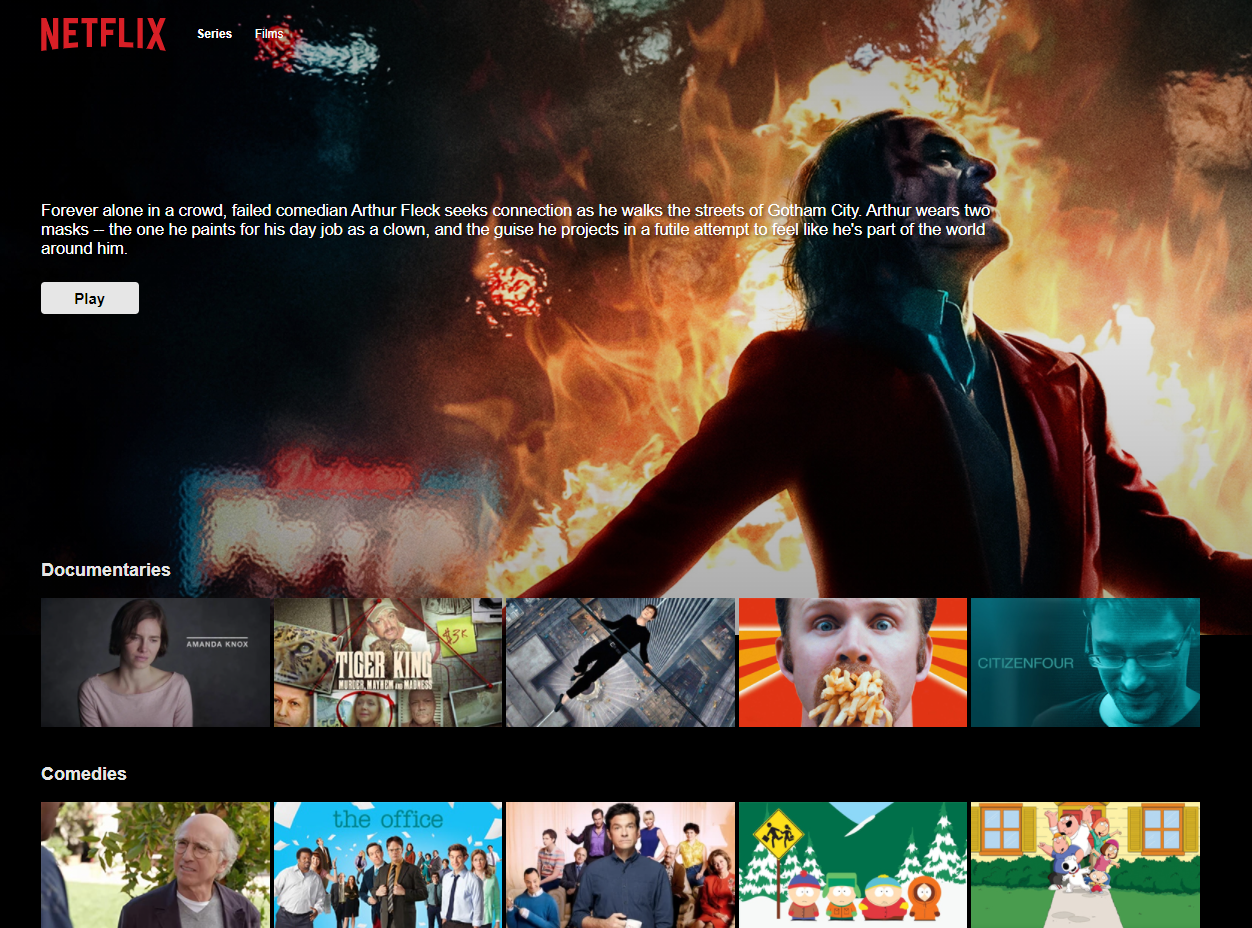 NETFLIX
Series
Films
Forever alone in a crowd, failed comedian Arthur Fleck seeks connection as he walks the streets of Gotham City. Arthur wears two
masks -- the one he paints for his day job as a clown, and the guise he projects in a futile attempt to feel like he's part of the world
around him.
Play
Documentaries
AMANDA KNOX
$3K
TIGER KING
MURDER, MAYHEM AND MADNESS
CITIZENFOUR
Comedies
the office